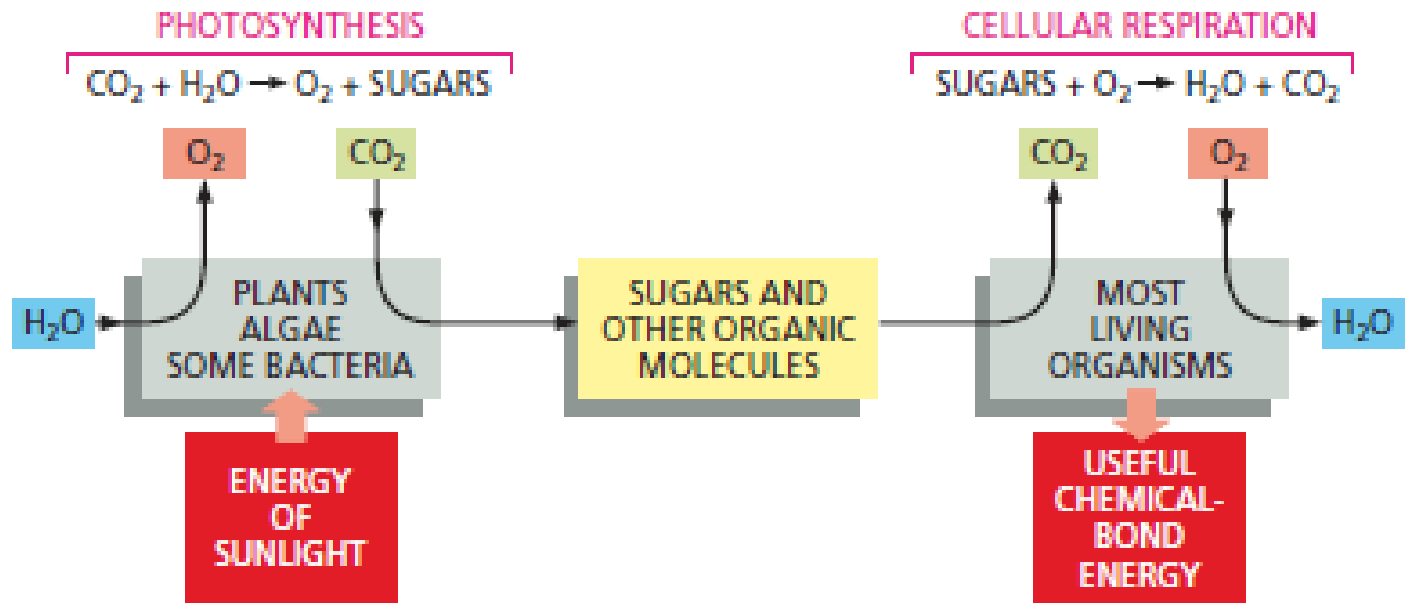 PHOTOSYNTHESIS
CO₂ + H₂O → O₂ + SUGARS
O₂
CO₂
H₂O
PLANTS
ALGAE
SOME BACTERIA
ENERGY
OF
SUNLIGHT
SUGARS AND
OTHER ORGANIC
MOLECULES
CELLULAR RESPIRATION
SUGARS + O₂ → H₂O + CO₂
CO₂
O₂
MOST
LIVING
ORGANISMS
H₂O
USEFUL
CHEMICAL-
BOND
ENERGY